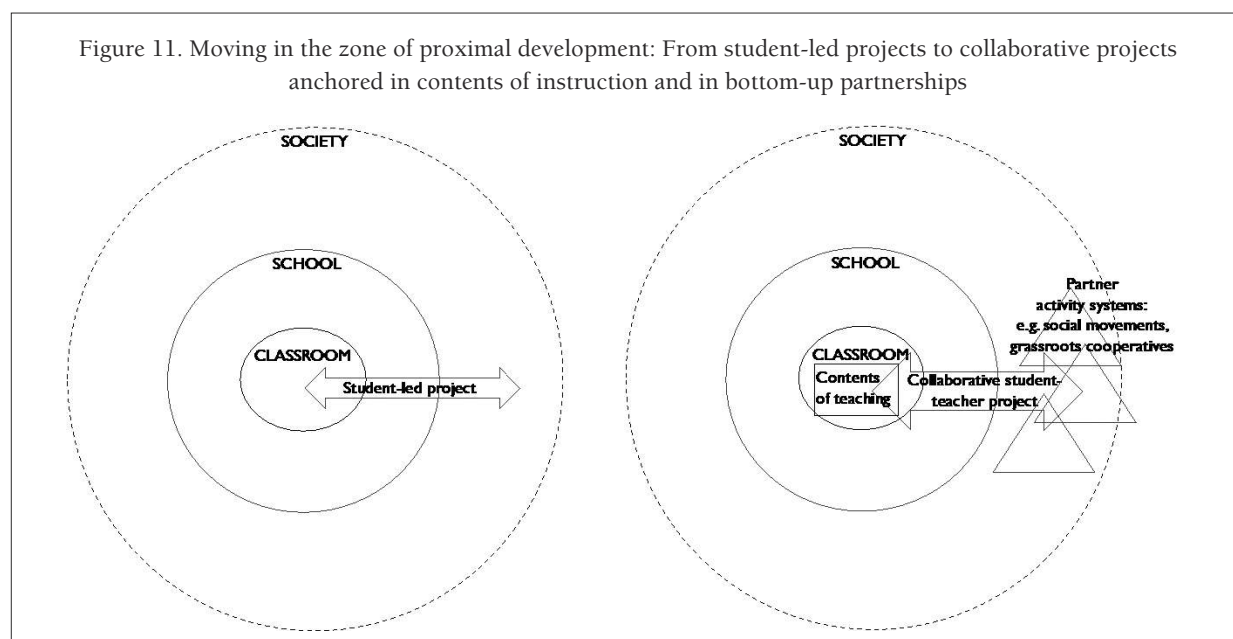 Figure 11. Moving in the zone of proximal development: From student-led projects to collaborative projects
anchored in contents of instruction and in bottom-up partnerships
SOCIETY
SCHOOL
CLASSROOM
Student-led project
SOCIETY
SCHOOL
Partner
activity systems:
e.g. social movements,
grassroots cooperatives
CLASSROOM
Contents
of teaching
Collaborative student-
teacher project